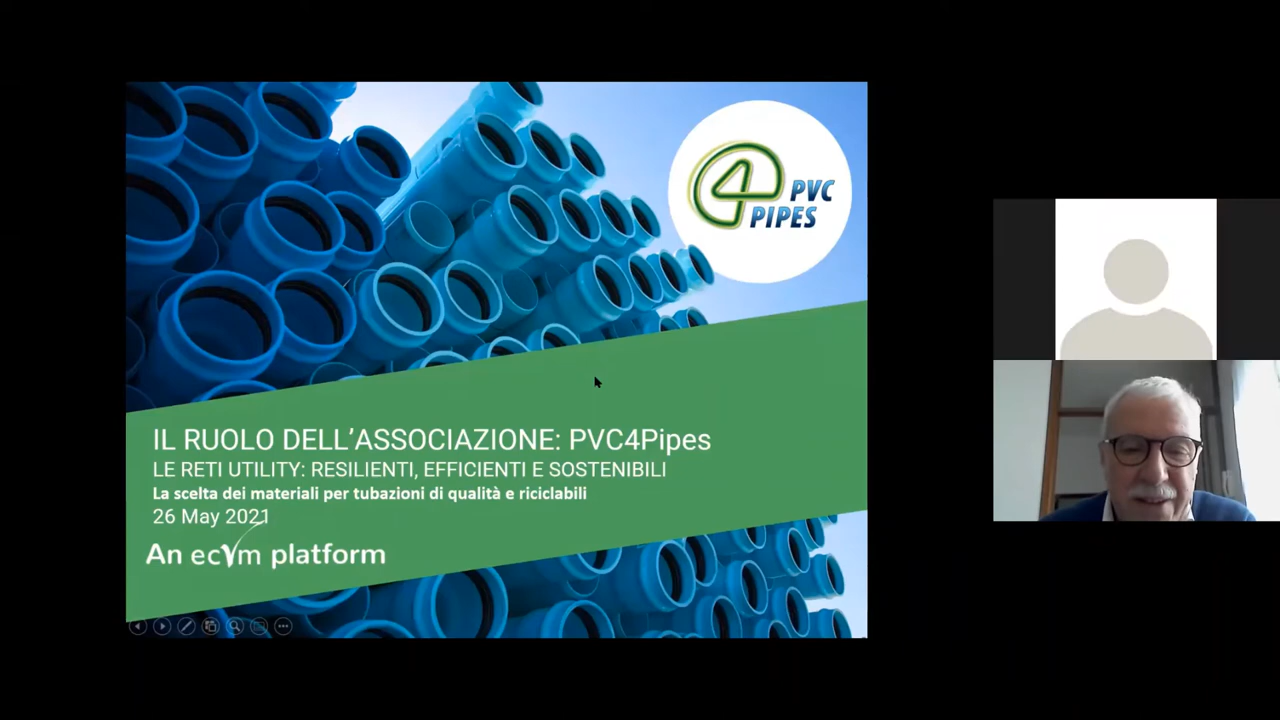 4 PVC
PIPES
IL RUOLO DELL’ASSOCIAZIONE: PVC4Pipes
LE RETI UTILITY: RESILIENTI, EFFICIENTI E SOSTENIBILI
La scelta dei materiali per tubazioni di qualità e riciclabili
26 May 2021
An ecvm platform